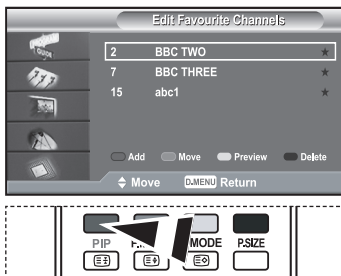 Edit Favourite Channels
GUIDE
2 BBC TWO ★
7 BBC THREE ★
15 abc1 ★
Add Move Preview Delete
Move D.MENU Return
PIP MODE P.SIZE